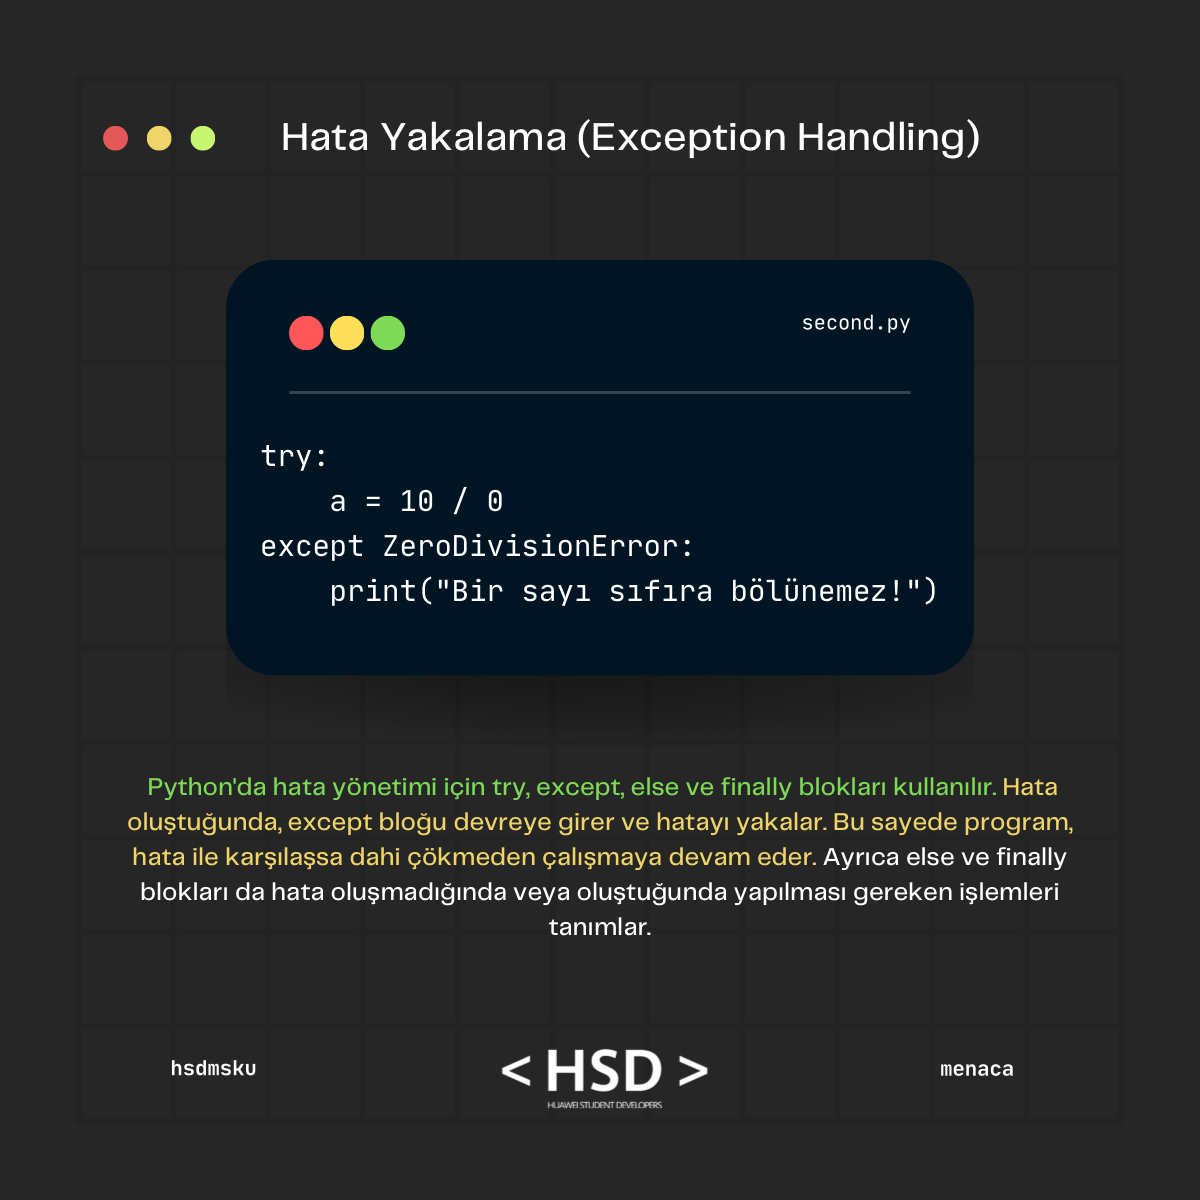 Hata Yakalama (Exception Handling)
second.py
try:
    a = 10 / 0
except ZeroDivisionError:
    print("Bir sayı sıfıra bölünemez!")
Python'da hata yönetimi için try, except, else ve finally blokları kullanılır. Hata
oluştuğunda, except bloğu devreye girer ve hatayı yakalar. Bu sayede program,
hata ile karşılaşsa dahi çökmeden çalışmaya devam eder. Ayrıca else ve finally
blokları da hata oluşmadığında veya oluştuğunda yapılması gereken işlemleri
tanımlar.
hsdmsku
< HSD >
HUAWEI STUDENT DEVELOPERS
menaca